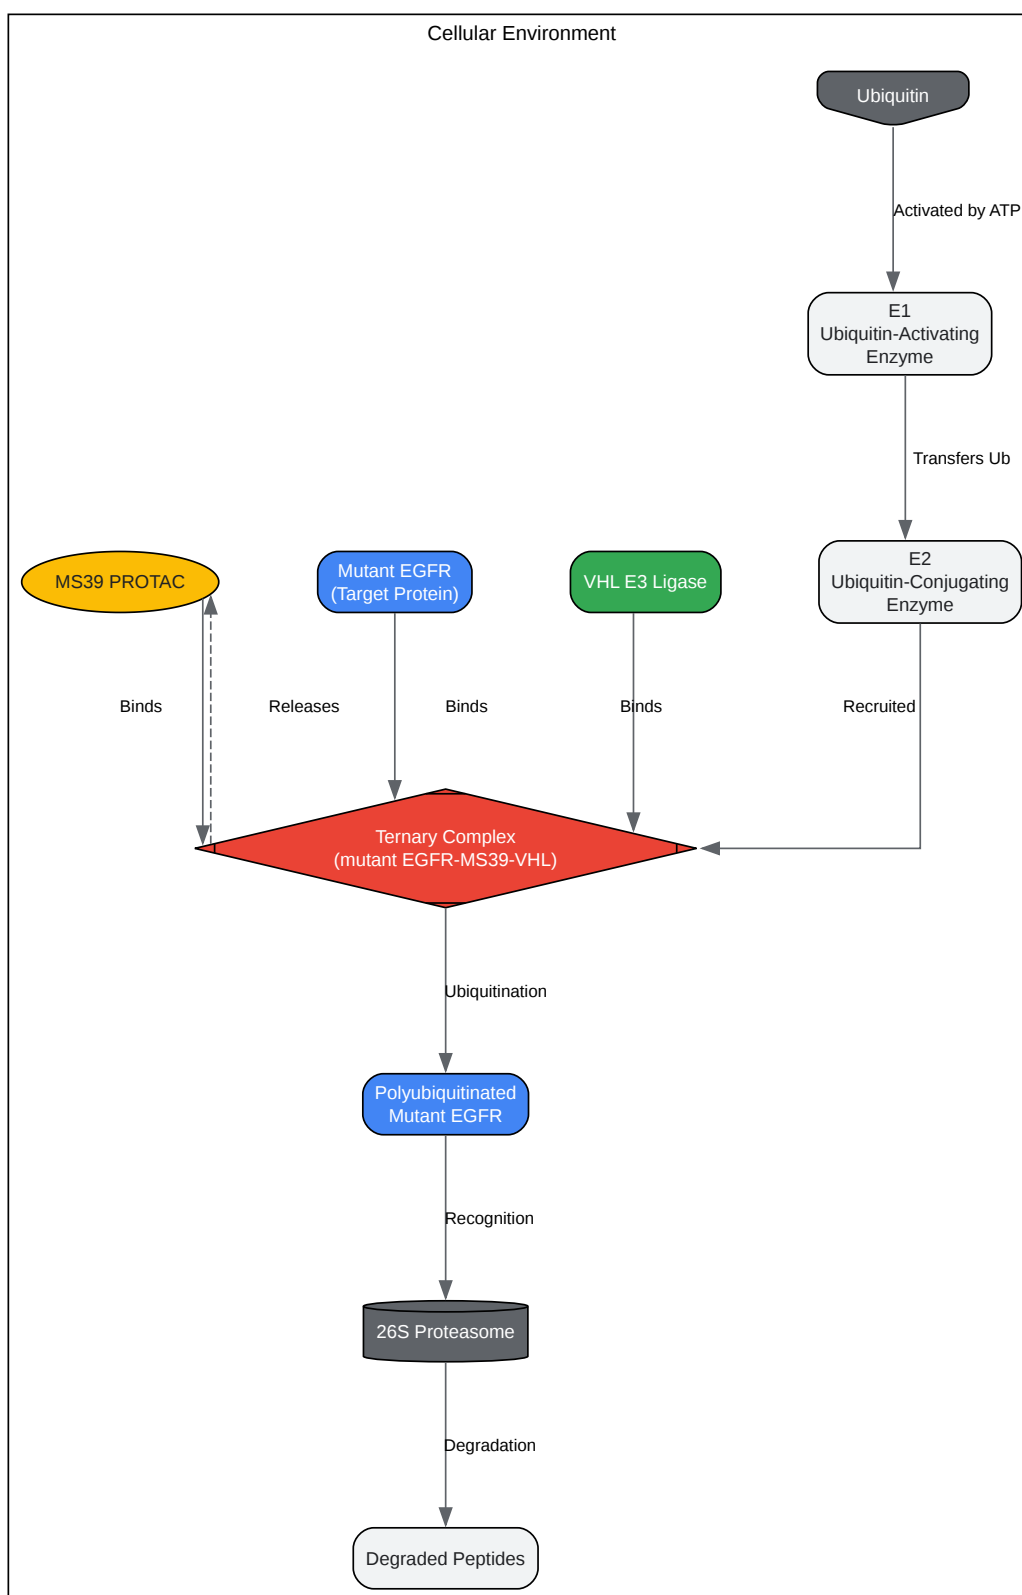 Cellular Environment
Ubiquitin
Activated by ATP
E1
Ubiquitin-Activating
Enzyme
Transfers Ub
MS39 PROTAC
Mutant EGFR
(Target Protein)
VHL E3 Ligase
E2
Ubiquitin-Conjugating
Enzyme
Binds
Releases
Binds
Binds
Recruited
Ternary Complex
(mutant EGFR-MS39-VHL)
Ubiquitination
Polyubiquitinated
Mutant EGFR
Recognition
26S Proteasome
Degradation
Degraded Peptides